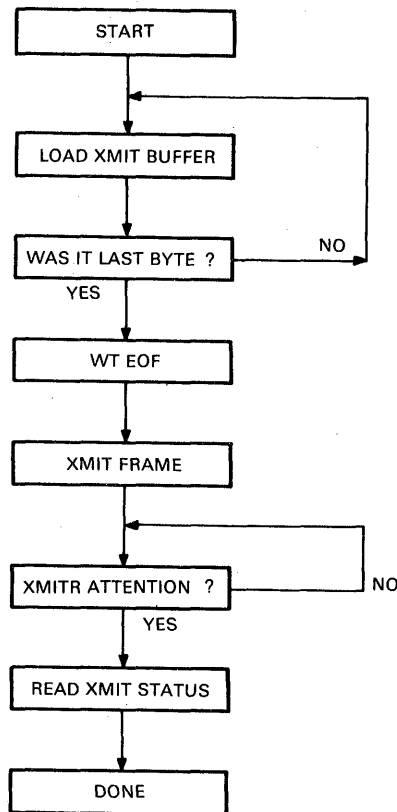 START
LOAD XMIT BUFFER
WAS IT LAST BYTE ?
NO
YES
WT EOF
XMIT FRAME
XMITR ATTENTION ?
NO
YES
READ XMIT STATUS
DONE